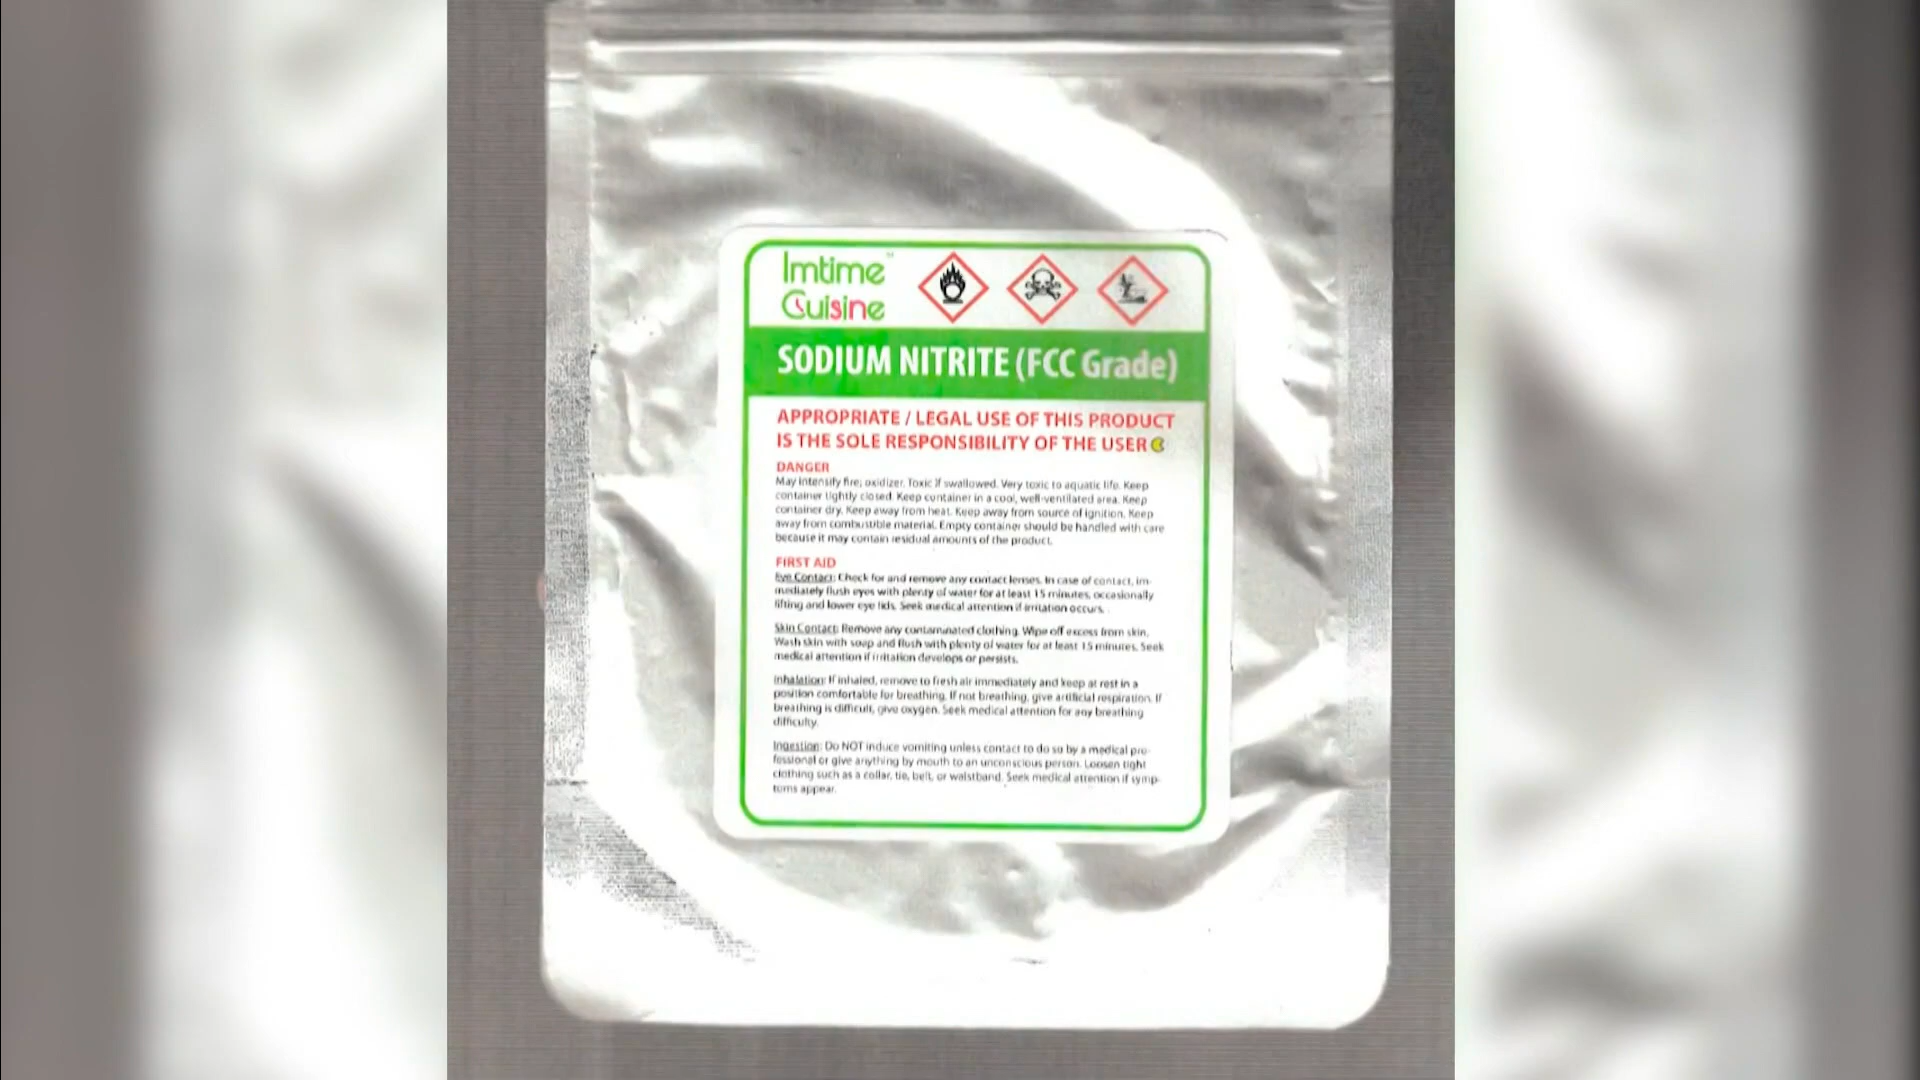 Imtime
Cuisine
SODIUM NITRITE (FCC Grade)
APPROPRIATE / LEGAL USE OF THIS PRODUCT
IS THE SOLE RESPONSIBILITY OF THE USER
DANGER
May intensify fire; oxidizer. Toxic if swallowed. Very toxic to aquatic life. Keep
container tightly closed. Keep container in a cool, well-ventilated area. Keep
container dry. Keep away from heat. Keep away from source of ignition. Keep
away from combustible material. Empty container should be handled with care
because it may contain residual amounts of the product.
FIRST AID
Eye Contact: Check for and remove any contact lenses. In case of contact, im-
mediately flush eyes with plenty of water for at least 15 minutes, occasionally
lifting and lower eye lids. Seek medical attention if irritation occurs.
Skin Contact: Remove any contaminated clothing. Wipe off excess from skin.
Wash skin with soap and flush with plenty of water for at least 15 minutes. Seek
medical attention if irritation develops or persists.
Inhalation: If inhaled, remove to fresh air immediately and keep at rest in a
position comfortable for breathing. If not breathing, give artificial respiration. If
breathing is difficult, give oxygen. Seek medical attention for any breathing
difficulty.
Ingestion: Do NOT induce vomiting unless contact to do so by a medical pro-
fessional or give anything by mouth to an unconscious person. Loosen tight
clothing such as a collar, tie, belt, or waistband. Seek medical attention if symp-
toms appear.